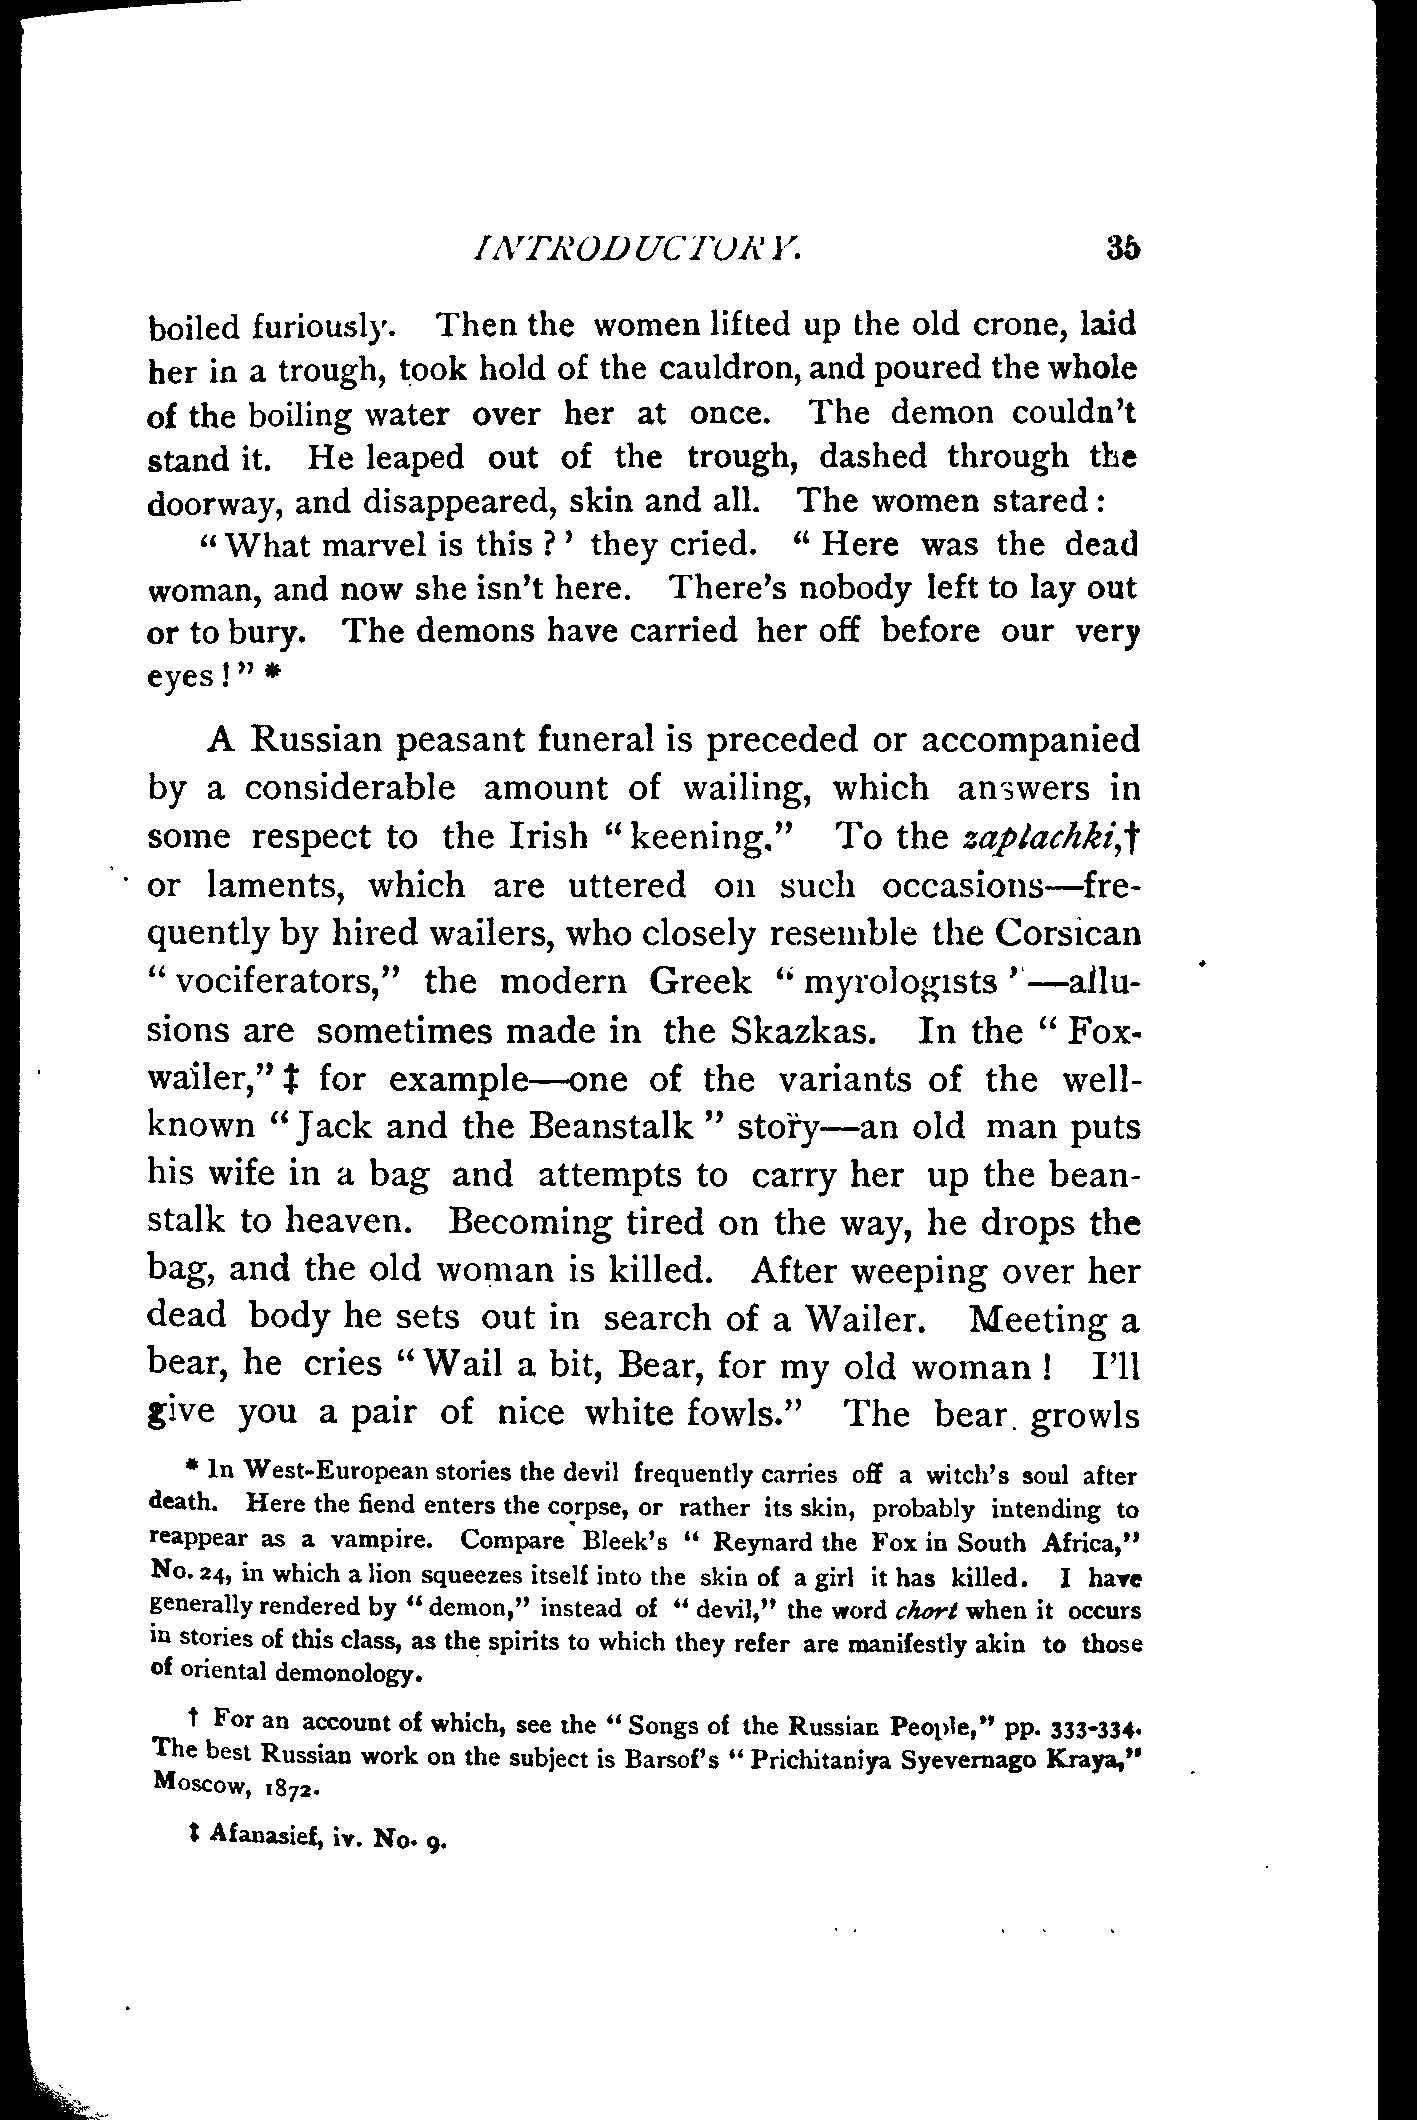 INTRODUCTORY. 35
boiled furiously. Then the women lifted up the old crone, laid
her in a trough, took hold of the cauldron, and poured the whole
of the boiling water over her at once. The demon couldn't
stand it. He leaped out of the trough, dashed through the
doorway, and disappeared, skin and all. The women stared:
"What marvel is this?' they cried. "Here was the dead
woman, and now she isn't here. There's nobody left to lay out
or to bury. The demons have carried her off before our very
eyes!" *
A Russian peasant funeral is preceded or accompanied
by a considerable amount of wailing, which answers in
some respect to the Irish "keening." To the zaplachki,†
or laments, which are uttered on such occasions—fre-
quently by hired wailers, who closely resemble the Corsican
"vociferators," the modern Greek "myrologists"—allu-
sions are sometimes made in the Skazkas. In the "Fox-
wailer," ‡ for example—one of the variants of the well-
known "Jack and the Beanstalk" story—an old man puts
his wife in a bag and attempts to carry her up the bean-
stalk to heaven. Becoming tired on the way, he drops the
bag, and the old woman is killed. After weeping over her
dead body he sets out in search of a Wailer. Meeting a
bear, he cries "Wail a bit, Bear, for my old woman! I'll
give you a pair of nice white fowls." The bear growls
* In West-European stories the devil frequently carries off a witch's soul after
death. Here the fiend enters the corpse, or rather its skin, probably intending to
reappear as a vampire. Compare Bleek's "Reynard the Fox in South Africa,"
No. 24, in which a lion squeezes itself into the skin of a girl it has killed. I have
generally rendered by "demon," instead of "devil," the word chort when it occurs
in stories of this class, as the spirits to which they refer are manifestly akin to those
of oriental demonology.
† For an account of which, see the "Songs of the Russian People," pp. 333-334.
The best Russian work on the subject is Barsof's "Prichitaniya Syevernago Kraya,"
Moscow, 1872.
‡ Afanasief, iv. No. 9.